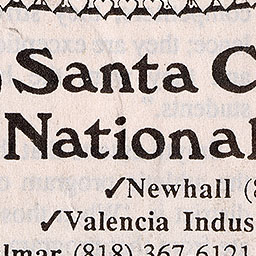 Santa C
National
✓Newhall (8
✓Valencia Indus
lmar (818) 367 6121